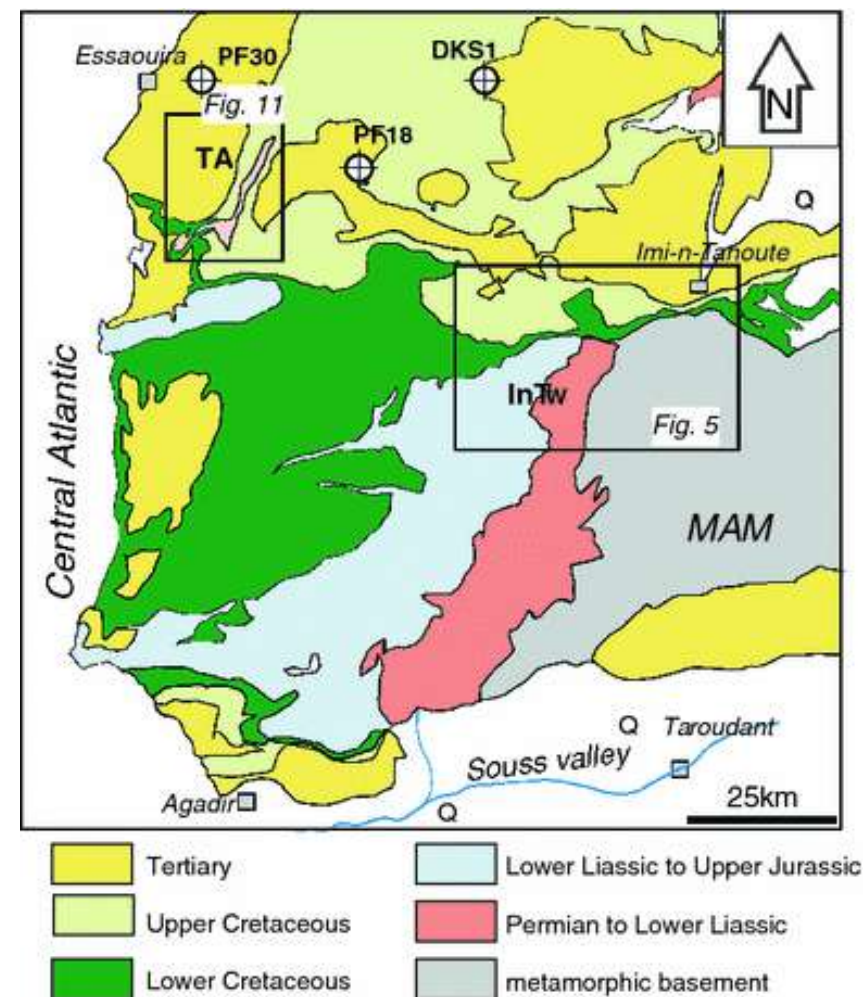 Essaouira
PF30
DKS1
N
Fig. 11
PF18
TA
Q
Imi-n-Tanoute
InTw
Fig. 5
Central Atlantic
MAM
Q
Taroudant
Souss valley
Agadir
Q
25km
Tertiary
Lower Liassic to Upper Jurassic
Upper Cretaceous
Permian to Lower Liassic
Lower Cretaceous
metamorphic basement